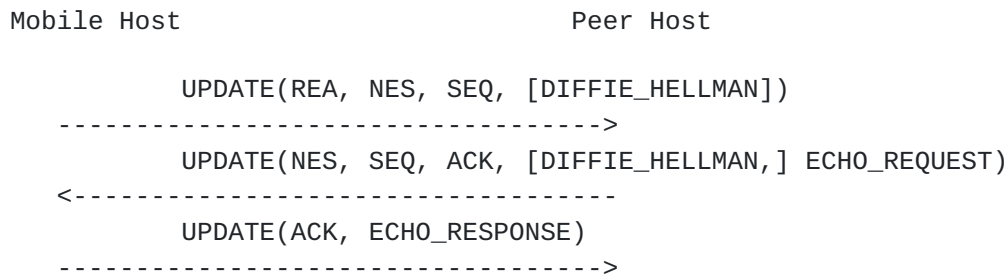 Mobile Host                         Peer Host
UPDATE(REA, NES, SEQ, [DIFFIE_HELLMAN])
----------------------------------->
UPDATE(NES, SEQ, ACK, [DIFFIE_HELLMAN,] ECHO_REQUEST)
<-----------------------------------
UPDATE(ACK, ECHO_RESPONSE)
----------------------------------->